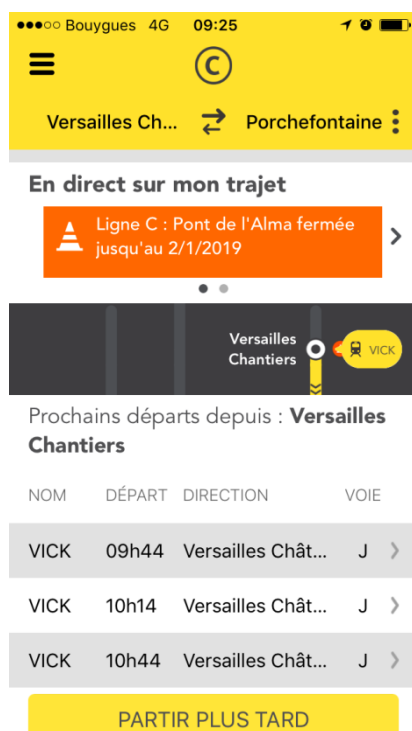 Bouygues 4G 09:25
C
Versailles Ch... Porchefontaine
En direct sur mon trajet
Ligne C : Pont de l'Alma fermée
jusqu'au 2/1/2019
Versailles
Chantiers
VICK
Prochains départs depuis : Versailles
Chantiers
NOM DÉPART DIRECTION VOIE
VICK 09h44 Versailles Chât... J
VICK 10h14 Versailles Chât... J
VICK 10h44 Versailles Chât... J
PARTIR PLUS TARD